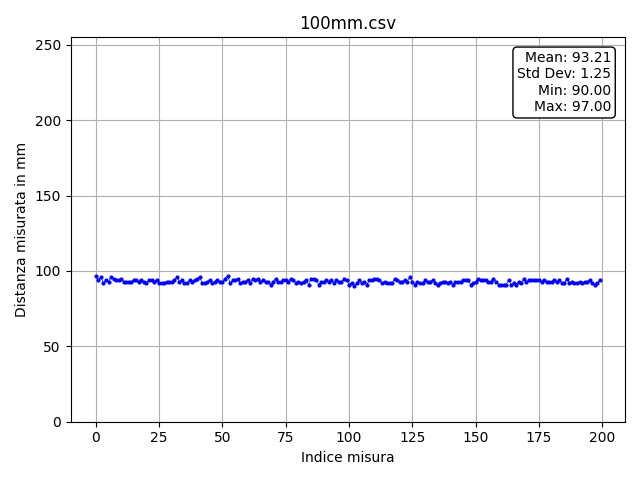 100mm.csv
Mean: 93.21
Std Dev: 1.25
Min: 90.00
Max: 97.00
Distanza misurata in mm
250
200
150
100
50
0
0 25 50 75 100 125 150 175 200
Indice misura